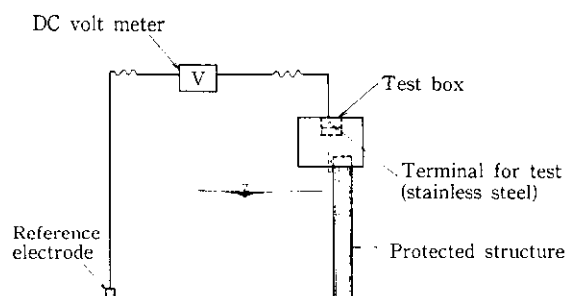 DC volt meter
V
Test box
Terminal for test
(stainless steel)
Reference
electrode
Protected structure